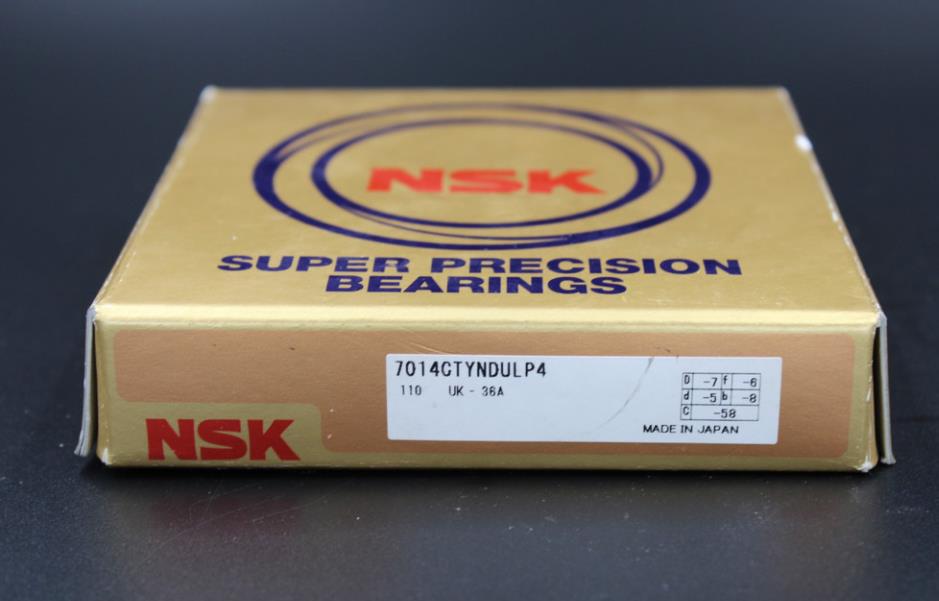 NSK
SUPER PRECISION
BEARINGS
7014CTYNDULP4
110 UK - 36A
D -7 f -6
d -5 b -8
C -58
MADE IN JAPAN
NSK